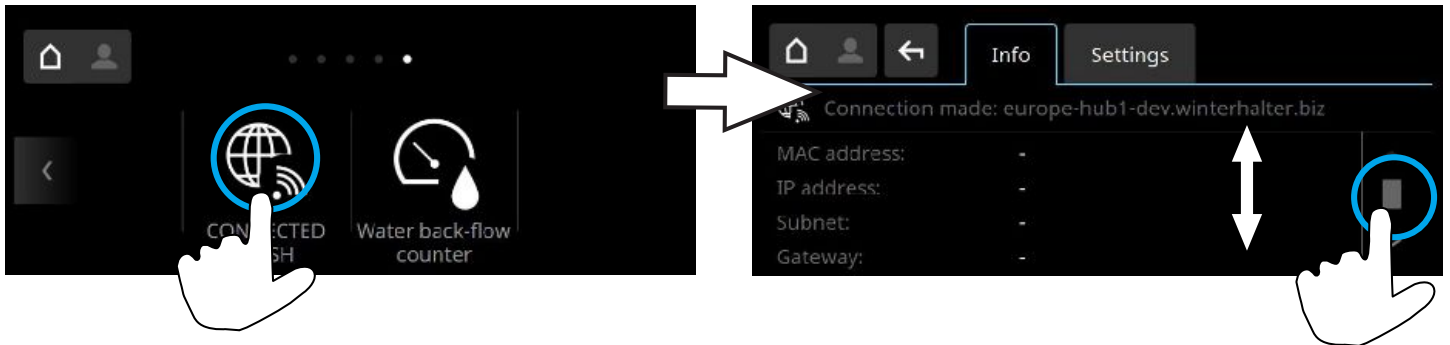 CONNECTED
Water back-flow
counter
Info
Settings
Connection made: europe-hub1-dev.winterhalter.biz
MAC address: -
IP address: -
Subnet: -
Gateway: -